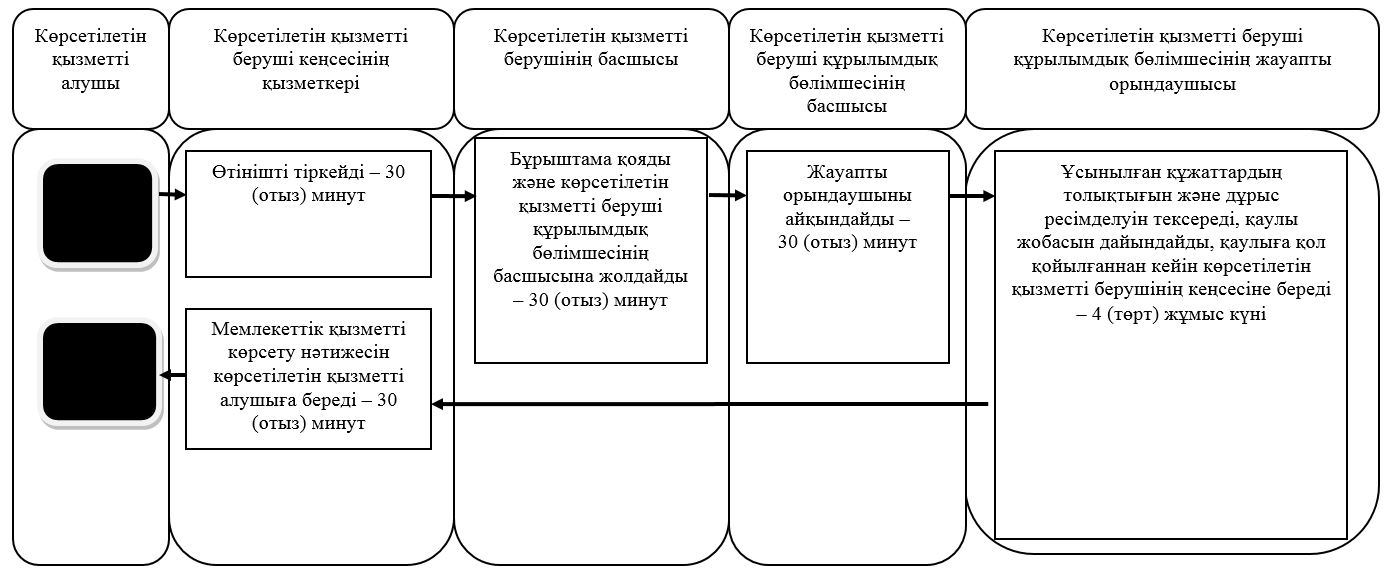 Көрсетілетін
қызметті
алушы
Көрсетілетін қызметті
беруші кеңсесінің
қызметкері
Көрсетілетін қызметті
берушінің басшысы
Көрсетілетін қызметті
беруші құрылымдық
бөлімшесінің
басшысы
Көрсетілетін қызметті беруші
құрылымдық бөлімшесінің жауапты
орындаушысы
Өтінішті тіркейді – 30
(отыз) минут
Бұрыштама қояды
және көрсетілетін
қызметті беруші
құрылымдық
бөлімшесінің
басшысына жолдайды
– 30 (отыз) минут
Жауапты
орындаушыны
айқындайды –
30 (отыз) минут
Ұсынылған құжаттардың
толықтығын және дұрыс
ресімделуін тексереді, қаулы
жобасын дайындайды, қаулыға қол
қойылғаннан кейін көрсетілетін
қызметті берушінің кеңсесіне береді
– 4 (төрт) жұмыс күні
Мемлекеттік қызметті
көрсету нәтижесін
көрсетілетін қызметті
алушыға береді – 30
(отыз) минут